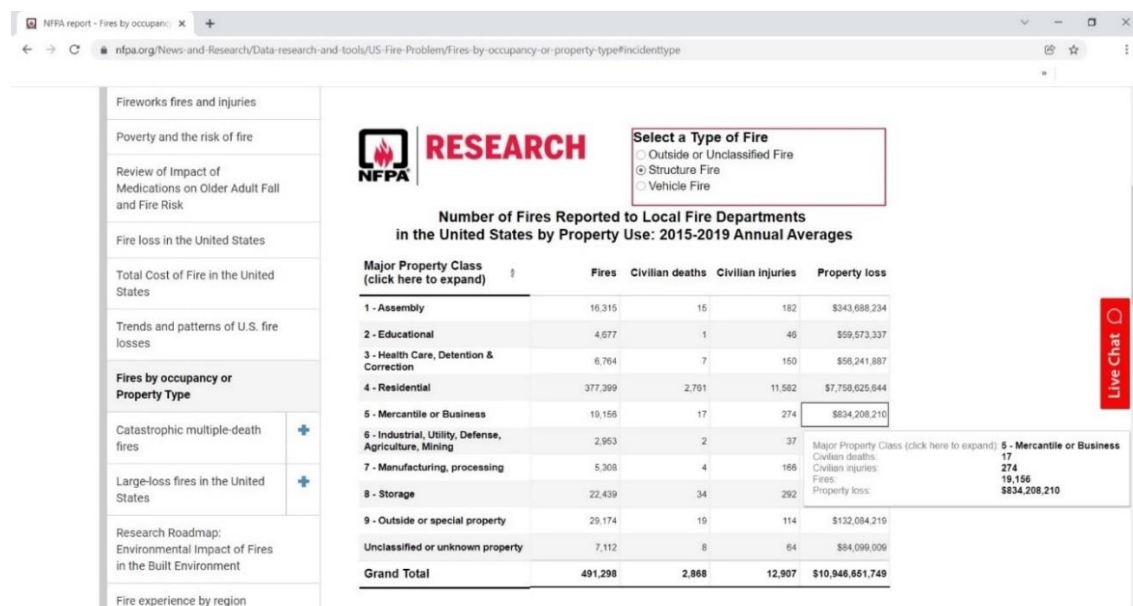 NFPA report - Fires by occupancy
nfpa.org/News-and-Research/Data-research-and-tools/US-Fire-Problem/Fires-by-occupancy-or-property-type#incidenttype
Fireworks fires and injuries
Poverty and the risk of fire
Review of Impact of
Medications on Older Adult Fall
and Fire Risk
Fire loss in the United States
Total Cost of Fire in the United
States
Trends and patterns of U.S. fire
losses
Fires by occupancy or
Property Type
Catastrophic multiple-death
fires
Large-loss fires in the United
States
Research Roadmap:
Environmental Impact of Fires
in the Built Environment
Fire experience by region
NFPA RESEARCH
Select a Type of Fire
Outside or Unclassified Fire
Structure Fire
Vehicle Fire
Number of Fires Reported to Local Fire Departments
in the United States by Property Use: 2015-2019 Annual Averages
Major Property Class
(click here to expand) Fires Civilian deaths Civilian injuries Property loss
1 - Assembly 16,315 15 182 $343,688,234
2 - Educational 4,677 1 46 $59,573,337
3 - Health Care, Detention &
Correction 6,764 7 150 $56,241,887
4 - Residential 377,399 2,761 11,582 $7,758,625,644
5 - Mercantile or Business 19,156 17 274 $834,208,210
6 - Industrial, Utility, Defense,
Agriculture, Mining 2,953 2 37
7 - Manufacturing, processing 5,308 4 166
8 - Storage 22,439 34 292
9 - Outside or special property 29,174 19 114 $132,084,219
Unclassified or unknown property 7,112 8 64 $84,099,009
Grand Total 491,298 2,868 12,907 $10,946,651,749
Major Property Class (click here to expand) 5 - Mercantile or Business
Civilian deaths: 17
Civilian injuries: 274
Fires: 19,156
Property loss: $834,208,210
Live Chat